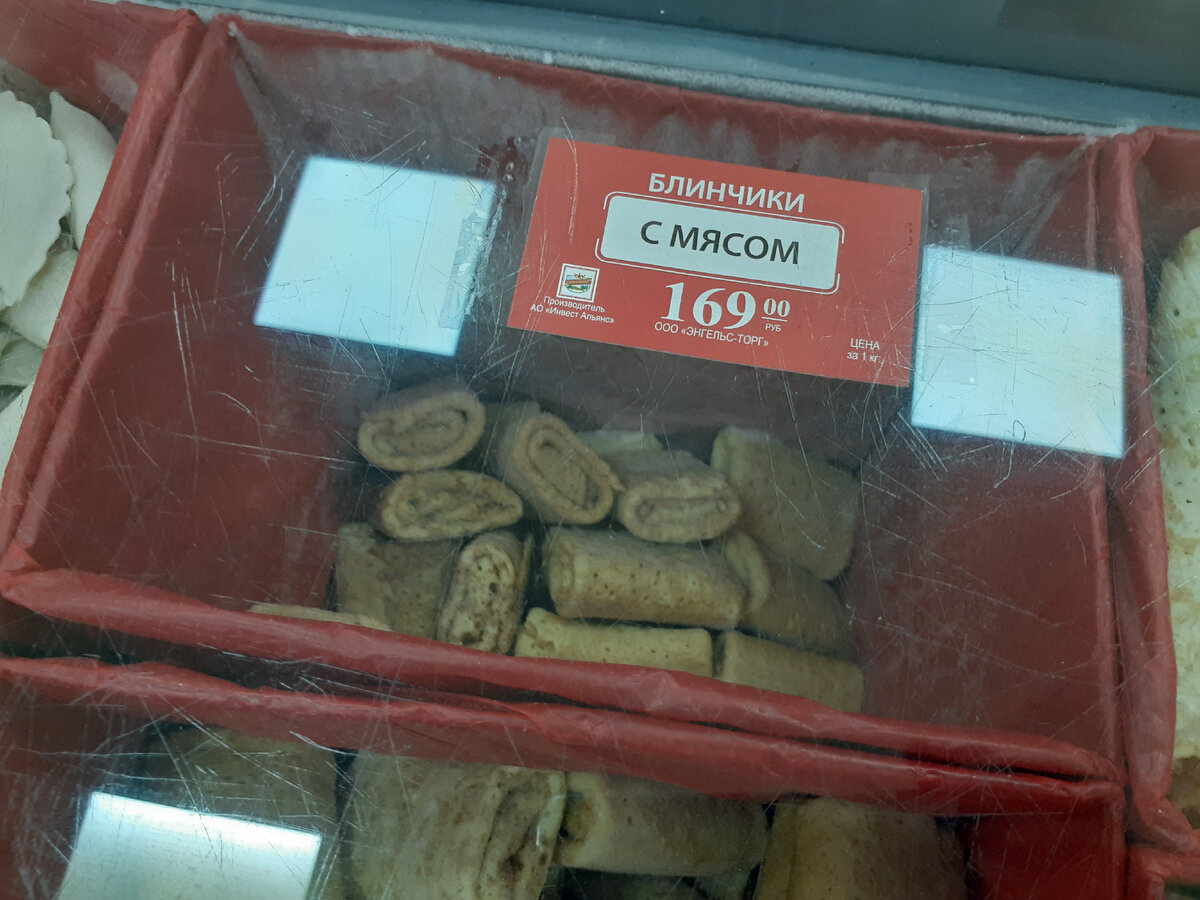 БЛИНЧИКИ
С МЯСОМ
169 00
РУБ
Производитель
АО «Инвест Альянс»
ООО «ЭНГЕЛЬС-ТОРГ»
ЦЕНА
за 1 кг.